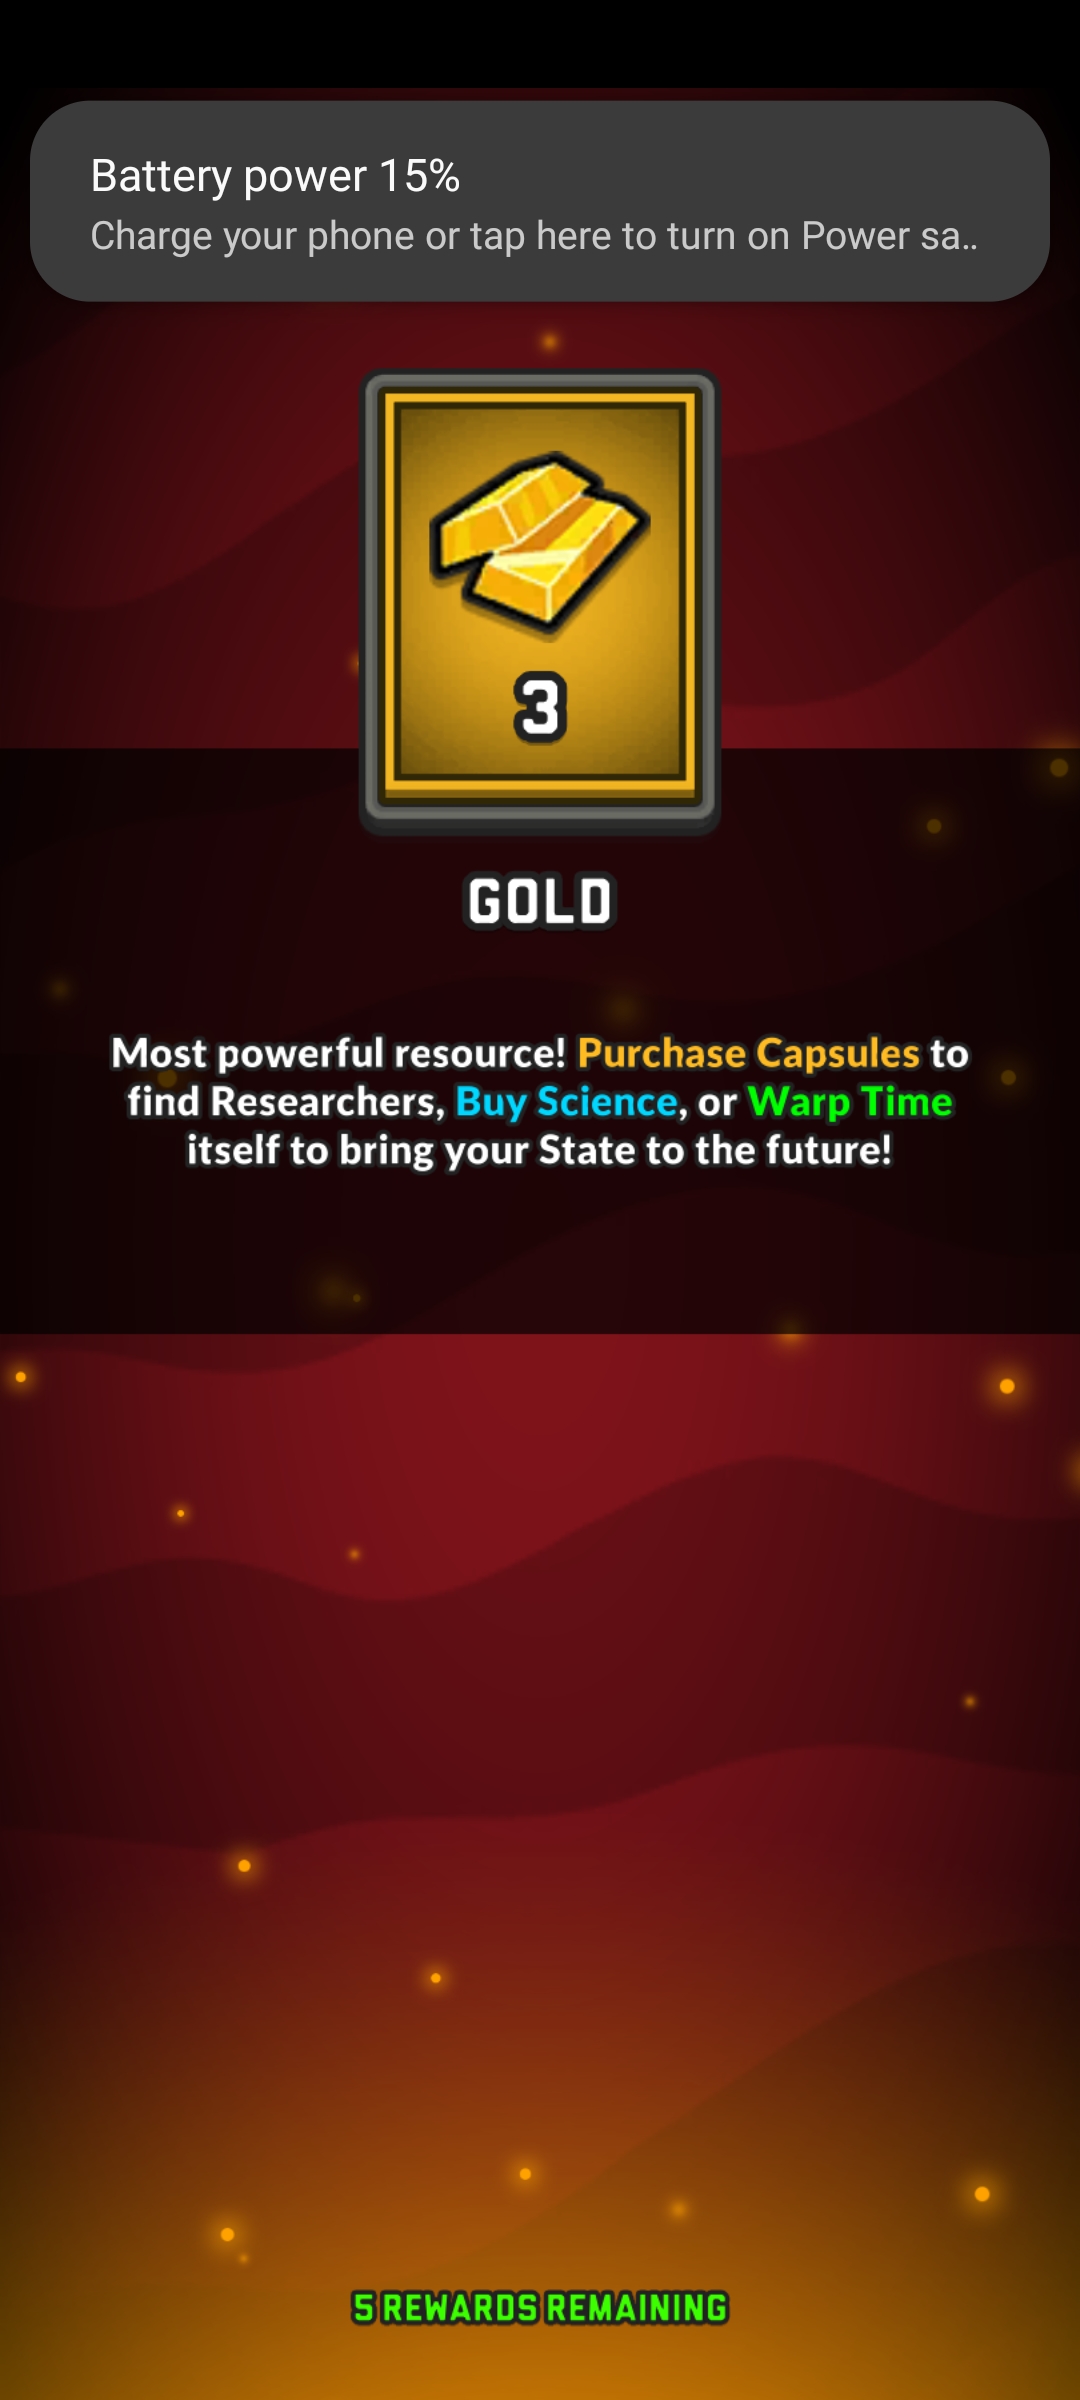 Battery power 15%
Charge your phone or tap here to turn on Power sa..
3
GOLD
Most powerful resource! Purchase Capsules to
find Researchers, Buy Science, or Warp Time
itself to bring your State to the future!
5 REWARDS REMAINING